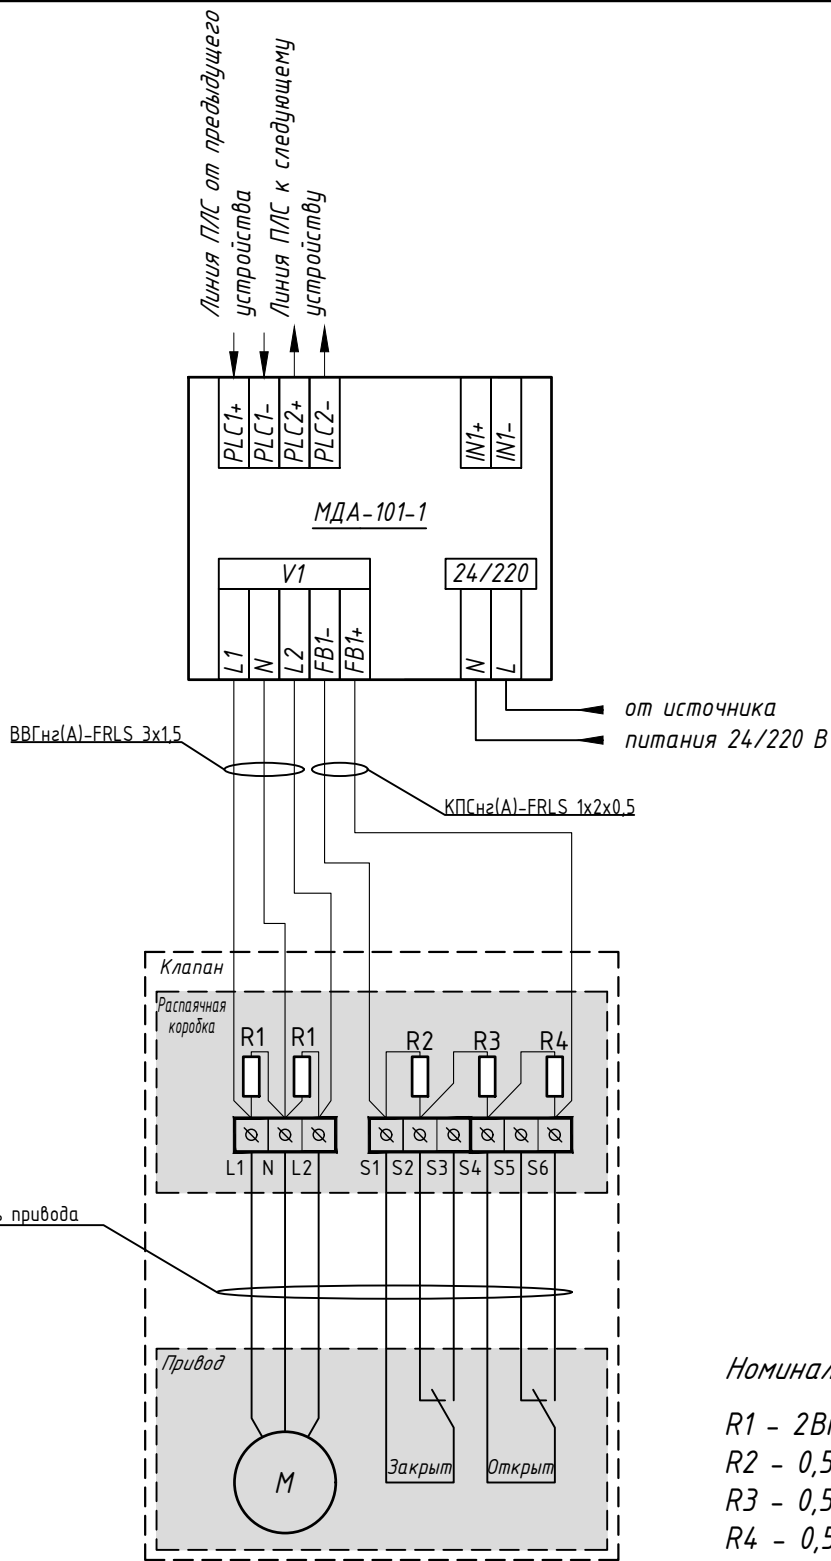 Линия ПЛС от предыдущего
устройства
Линия ПЛС к следующему
устройству
PLC1+
PLC1-
PLC2+
PLC2-
IN1+
IN1-
МДА-101-1
V1
24/220
L1
N
L2
FB1-
FB1+
N
L
от источника
питания 24/220 В
ВВГнг(А)-FRLS 3х1,5
КПСнг(А)-FRLS 1х2х0,5
Клапан
Распаячная
коробка
R1
R1
R2
R3
R4
L1
N
L2
S1
S2
S3
S4
S5
S6
привода
Привод
М
Закрыт
Открыт
R1 -
R2 - 0,5
R3 - 0,5
R4 - 0,5